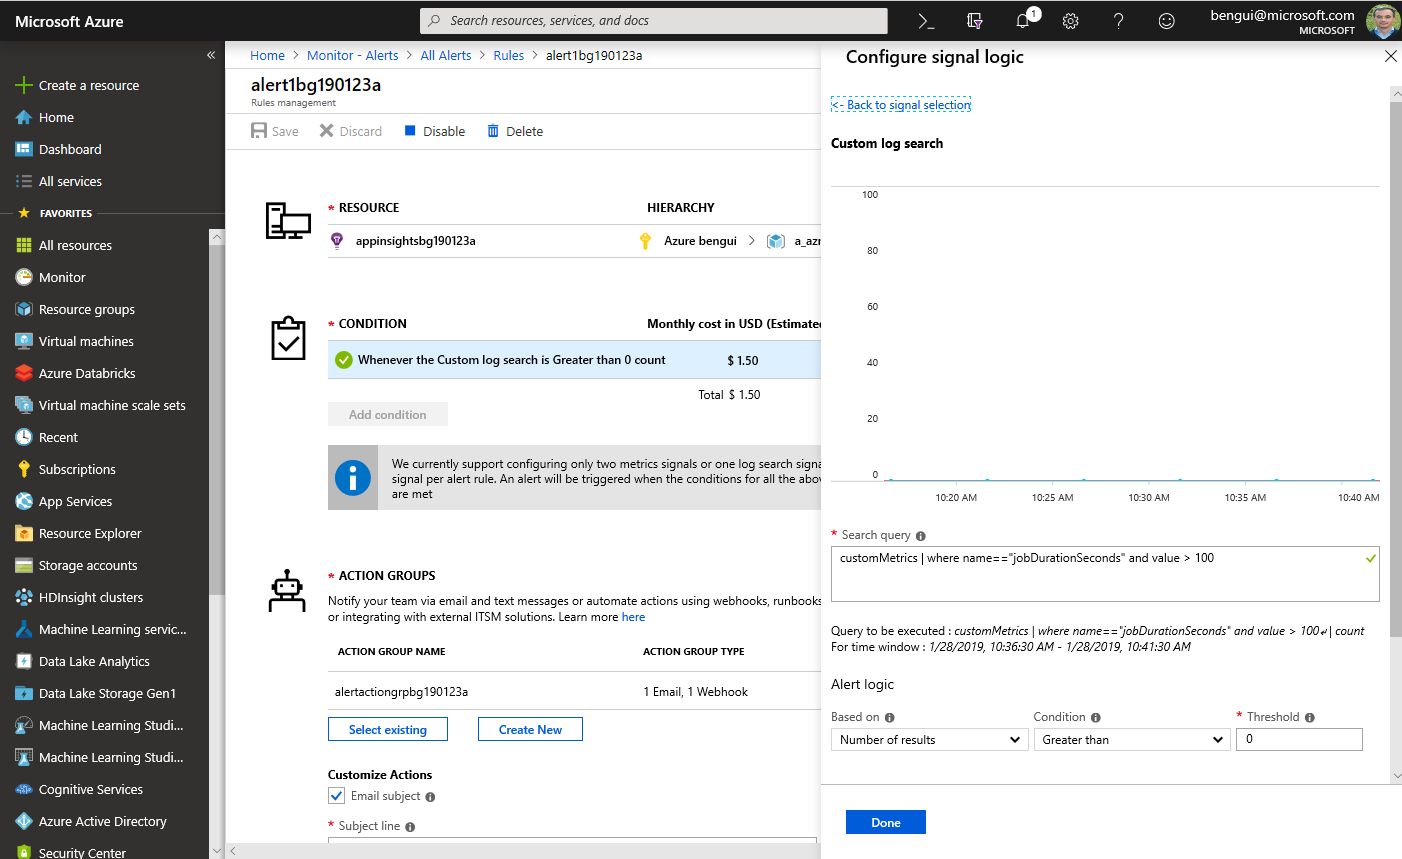 Microsoft Azure
Search resources, services, and docs
1
bengui@microsoft.com
MICROSOFT
«
Create a resource
Home
Dashboard
All services
FAVORITES
All resources
Monitor
Resource groups
Virtual machines
Azure Databricks
Virtual machine scale sets
Recent
Subscriptions
App Services
Resource Explorer
Storage accounts
HDInsight clusters
Machine Learning servic...
Data Lake Analytics
Data Lake Storage Gen1
Machine Learning Studi...
Machine Learning Studi...
Cognitive Services
Azure Active Directory
Security Center
Home > Monitor - Alerts > All Alerts > Rules > alert1bg190123a
alert1bg190123a
Rules management
Save Discard Disable Delete
* RESOURCE HIERARCHY
appinsightsbg190123a Azure bengui > a_azr
* CONDITION Monthly cost in USD (Estimated
Whenever the Custom log search is Greater than 0 count $ 1.50
Total $ 1.50
Add condition
We currently support configuring only two metrics signals or one log search signa
signal per alert rule. An alert will be triggered when the conditions for all the abov
are met
* ACTION GROUPS
Notify your team via email and text messages or automate actions using webhooks, runbooks
or integrating with external ITSM solutions. Learn more here
ACTION GROUP NAME ACTION GROUP TYPE
alertactiongrpbg190123a 1 Email, 1 Webhook
Select existing Create New
Customize Actions
Email subject
* Subject line
Configure signal logic
<- Back to signal selection
Custom log search
100
80
60
40
20
0
10:20 AM 10:25 AM 10:30 AM 10:35 AM 10:40 AM
* Search query
customMetrics | where name=="jobDurationSeconds" and value > 100
Query to be executed : customMetrics | where name=="jobDurationSeconds" and value > 100↵ | count
For time window : 1/28/2019, 10:36:30 AM - 1/28/2019, 10:41:30 AM
Alert logic
Based on Condition * Threshold
Number of results Greater than 0
Done